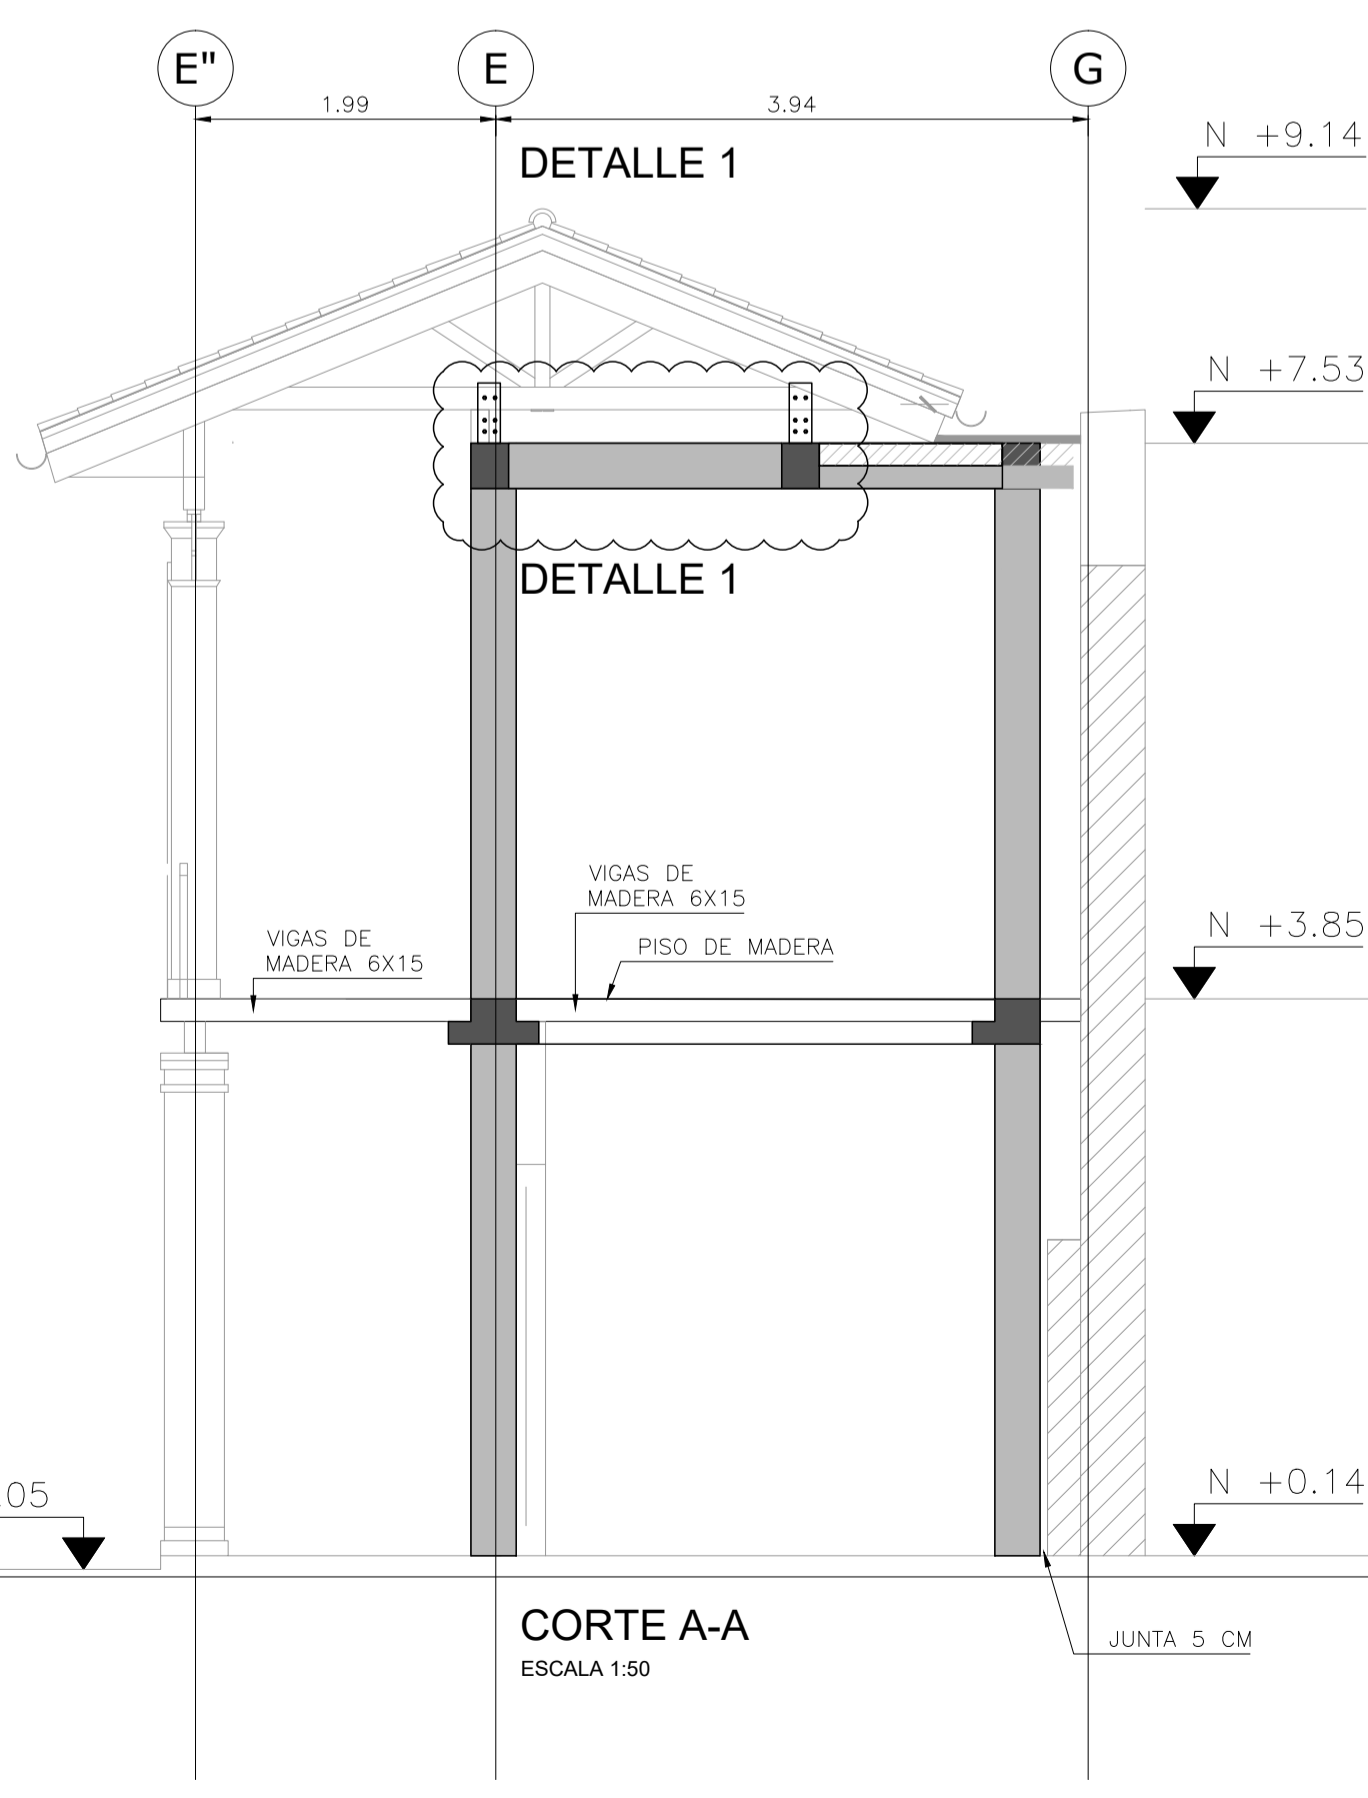 E" E G
1.99 3.94
N +9.14
DETALLE 1
N +7.53
DETALLE 1
VIGAS DE
MADERA 6X15
N +3.85
VIGAS DE
MADERA 6X15
PISO DE MADERA
N +0.14
.05
CORTE A-A
ESCALA 1:50
JUNTA 5 CM